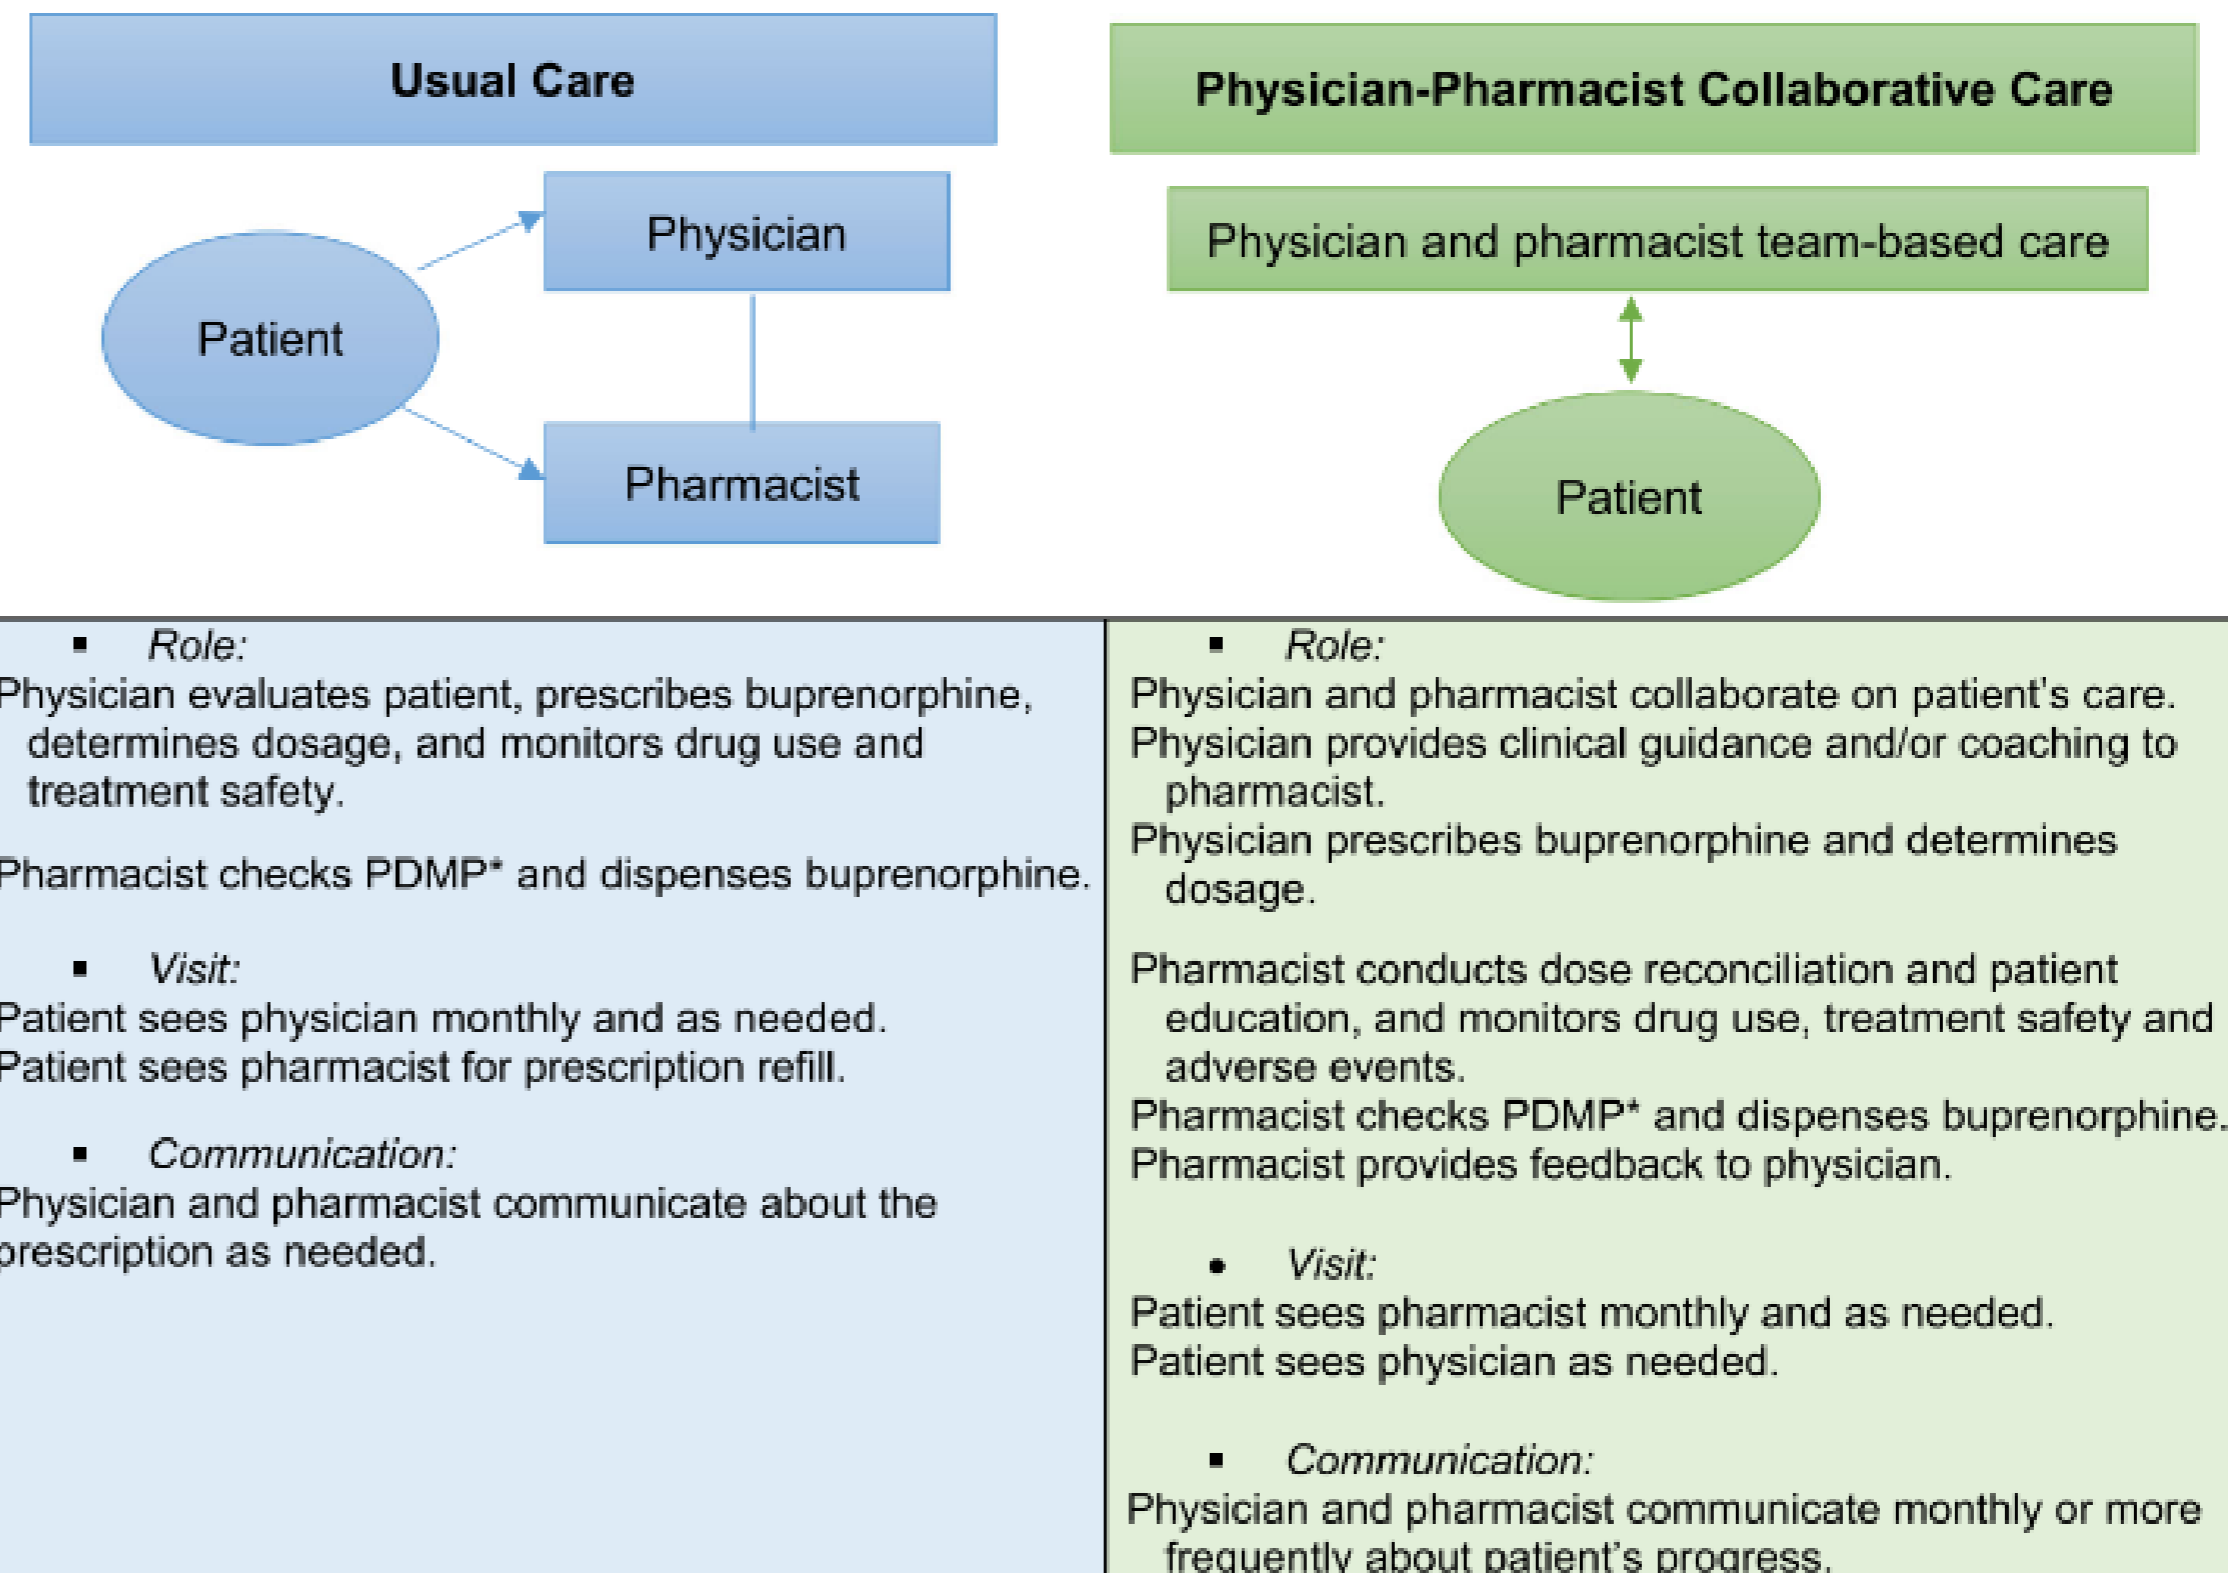 Usual Care
Physician
Patient
Pharmacist
▪ Role:
Physician evaluates patient, prescribes buprenorphine,
determines dosage, and monitors drug use and
treatment safety.
Pharmacist checks PDMP* and dispenses buprenorphine.
▪ Visit:
Patient sees physician monthly and as needed.
Patient sees pharmacist for prescription refill.
▪ Communication:
Physician and pharmacist communicate about the
prescription as needed.
Physician-Pharmacist Collaborative Care
Physician and pharmacist team-based care
Patient
▪ Role:
Physician and pharmacist collaborate on patient's care.
Physician provides clinical guidance and/or coaching to
pharmacist.
Physician prescribes buprenorphine and determines
dosage.
Pharmacist conducts dose reconciliation and patient
education, and monitors drug use, treatment safety and
adverse events.
Pharmacist checks PDMP* and dispenses buprenorphine.
Pharmacist provides feedback to physician.
• Visit:
Patient sees pharmacist monthly and as needed.
Patient sees physician as needed.
▪ Communication:
Physician and pharmacist communicate monthly or more
frequently about patient's progress.